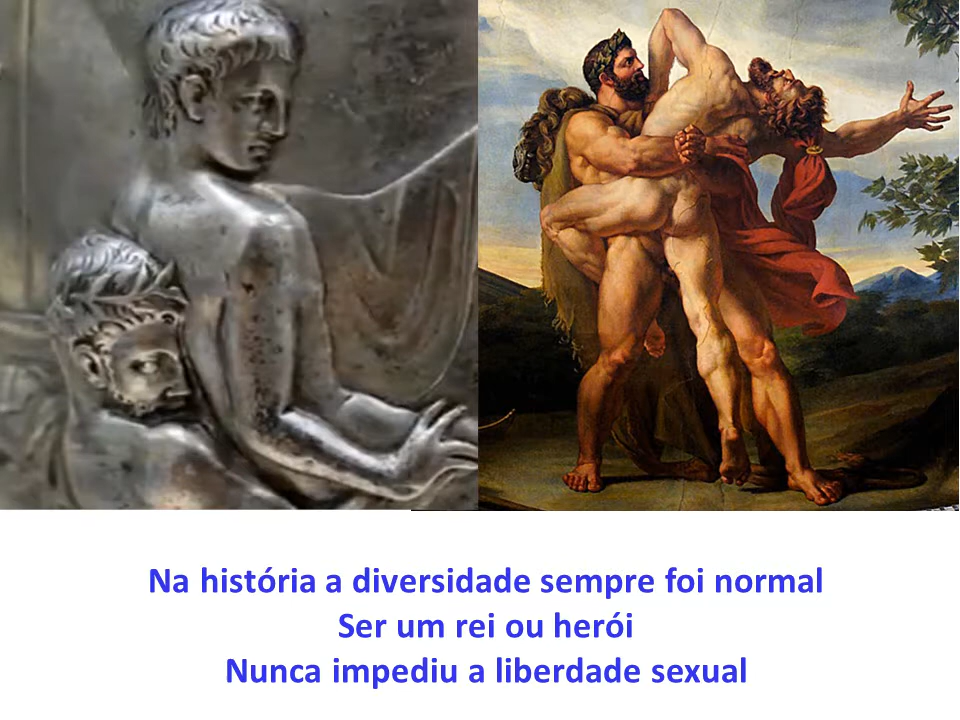 Na história a diversidade sempre foi normal
Ser um rei ou herói
Nunca impediu a liberdade sexual